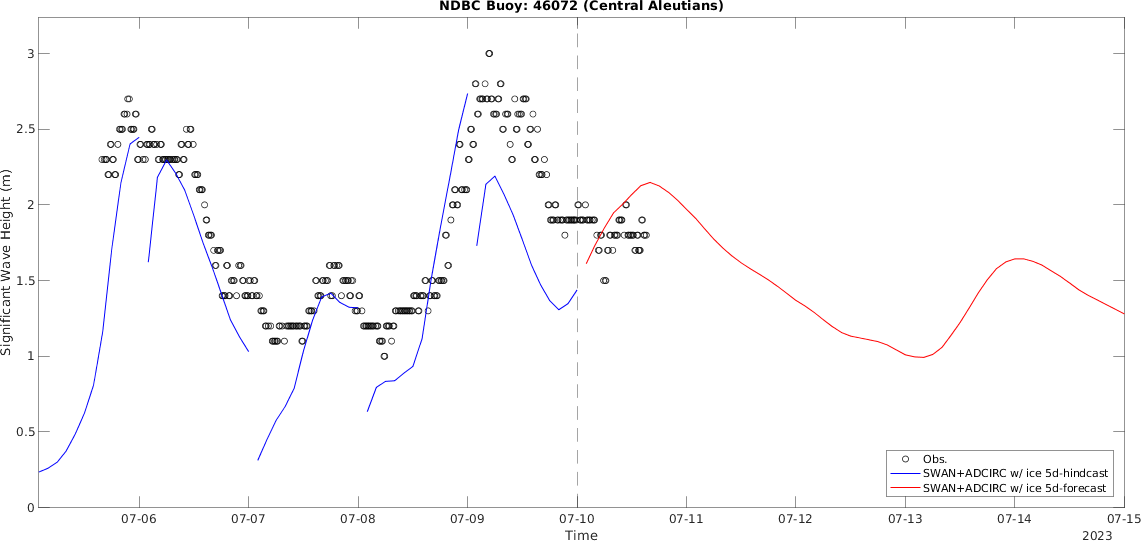 NDBC Buoy: 46072 (Central Aleutians)
Significant Wave Height (m)
3
2.5
2
1.5
1
0.5
0
Obs.
SWAN+ADCIRC w/ ice 5d-hindcast
SWAN+ADCIRC w/ ice 5d-forecast
07-06 07-07 07-08 07-09 07-10 07-11 07-12 07-13 07-14 07-15
Time
2023